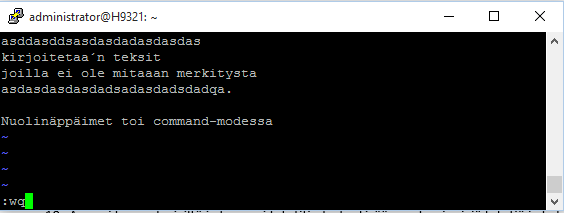 administrator@H9321: ~
asddasddsasdasdadasdasdas
kirjoitetaa´n teksit
joilla ei ole mitaaan merkitysta
asdasdasdasdadsadasdadsdadqa.
Nuolinäppäimet toi command-modessa
~
~
~
~
:wq